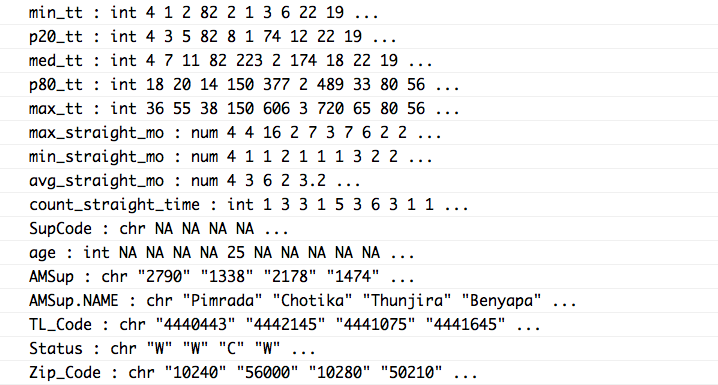 min_tt : int 4 1 2 82 2 1 3 6 22 19 ...
p20_tt : int 4 3 5 82 8 1 74 12 22 19 ...
med_tt : int 4 7 11 82 223 2 174 18 22 19 ...
p80_tt : int 18 20 14 150 377 2 489 33 80 56 ...
max_tt : int 36 55 38 150 606 3 720 65 80 56 ...
max_straight_mo : num 4 4 16 2 7 3 7 6 2 2 ...
min_straight_mo : num 4 1 1 2 1 1 1 3 2 2 ...
avg_straight_mo : num 4 3 6 2 3.2 ...
count_straight_time : int 1 3 3 1 5 3 6 3 1 1 ...
SupCode : chr NA NA NA NA ...
age : int NA NA NA NA 25 NA NA NA NA NA ...
AMSup : chr "2790" "1338" "2178" "1474" ...
AMSup.NAME : chr "Pimrada" "Chotika" "Thunjira" "Benyapa" ...
TL_Code : chr "4440443" "4442145" "4441075" "4441645" ...
Status : chr "W" "W" "C" "W" ...
Zip_Code : chr "10240" "56000" "10280" "50210" ...